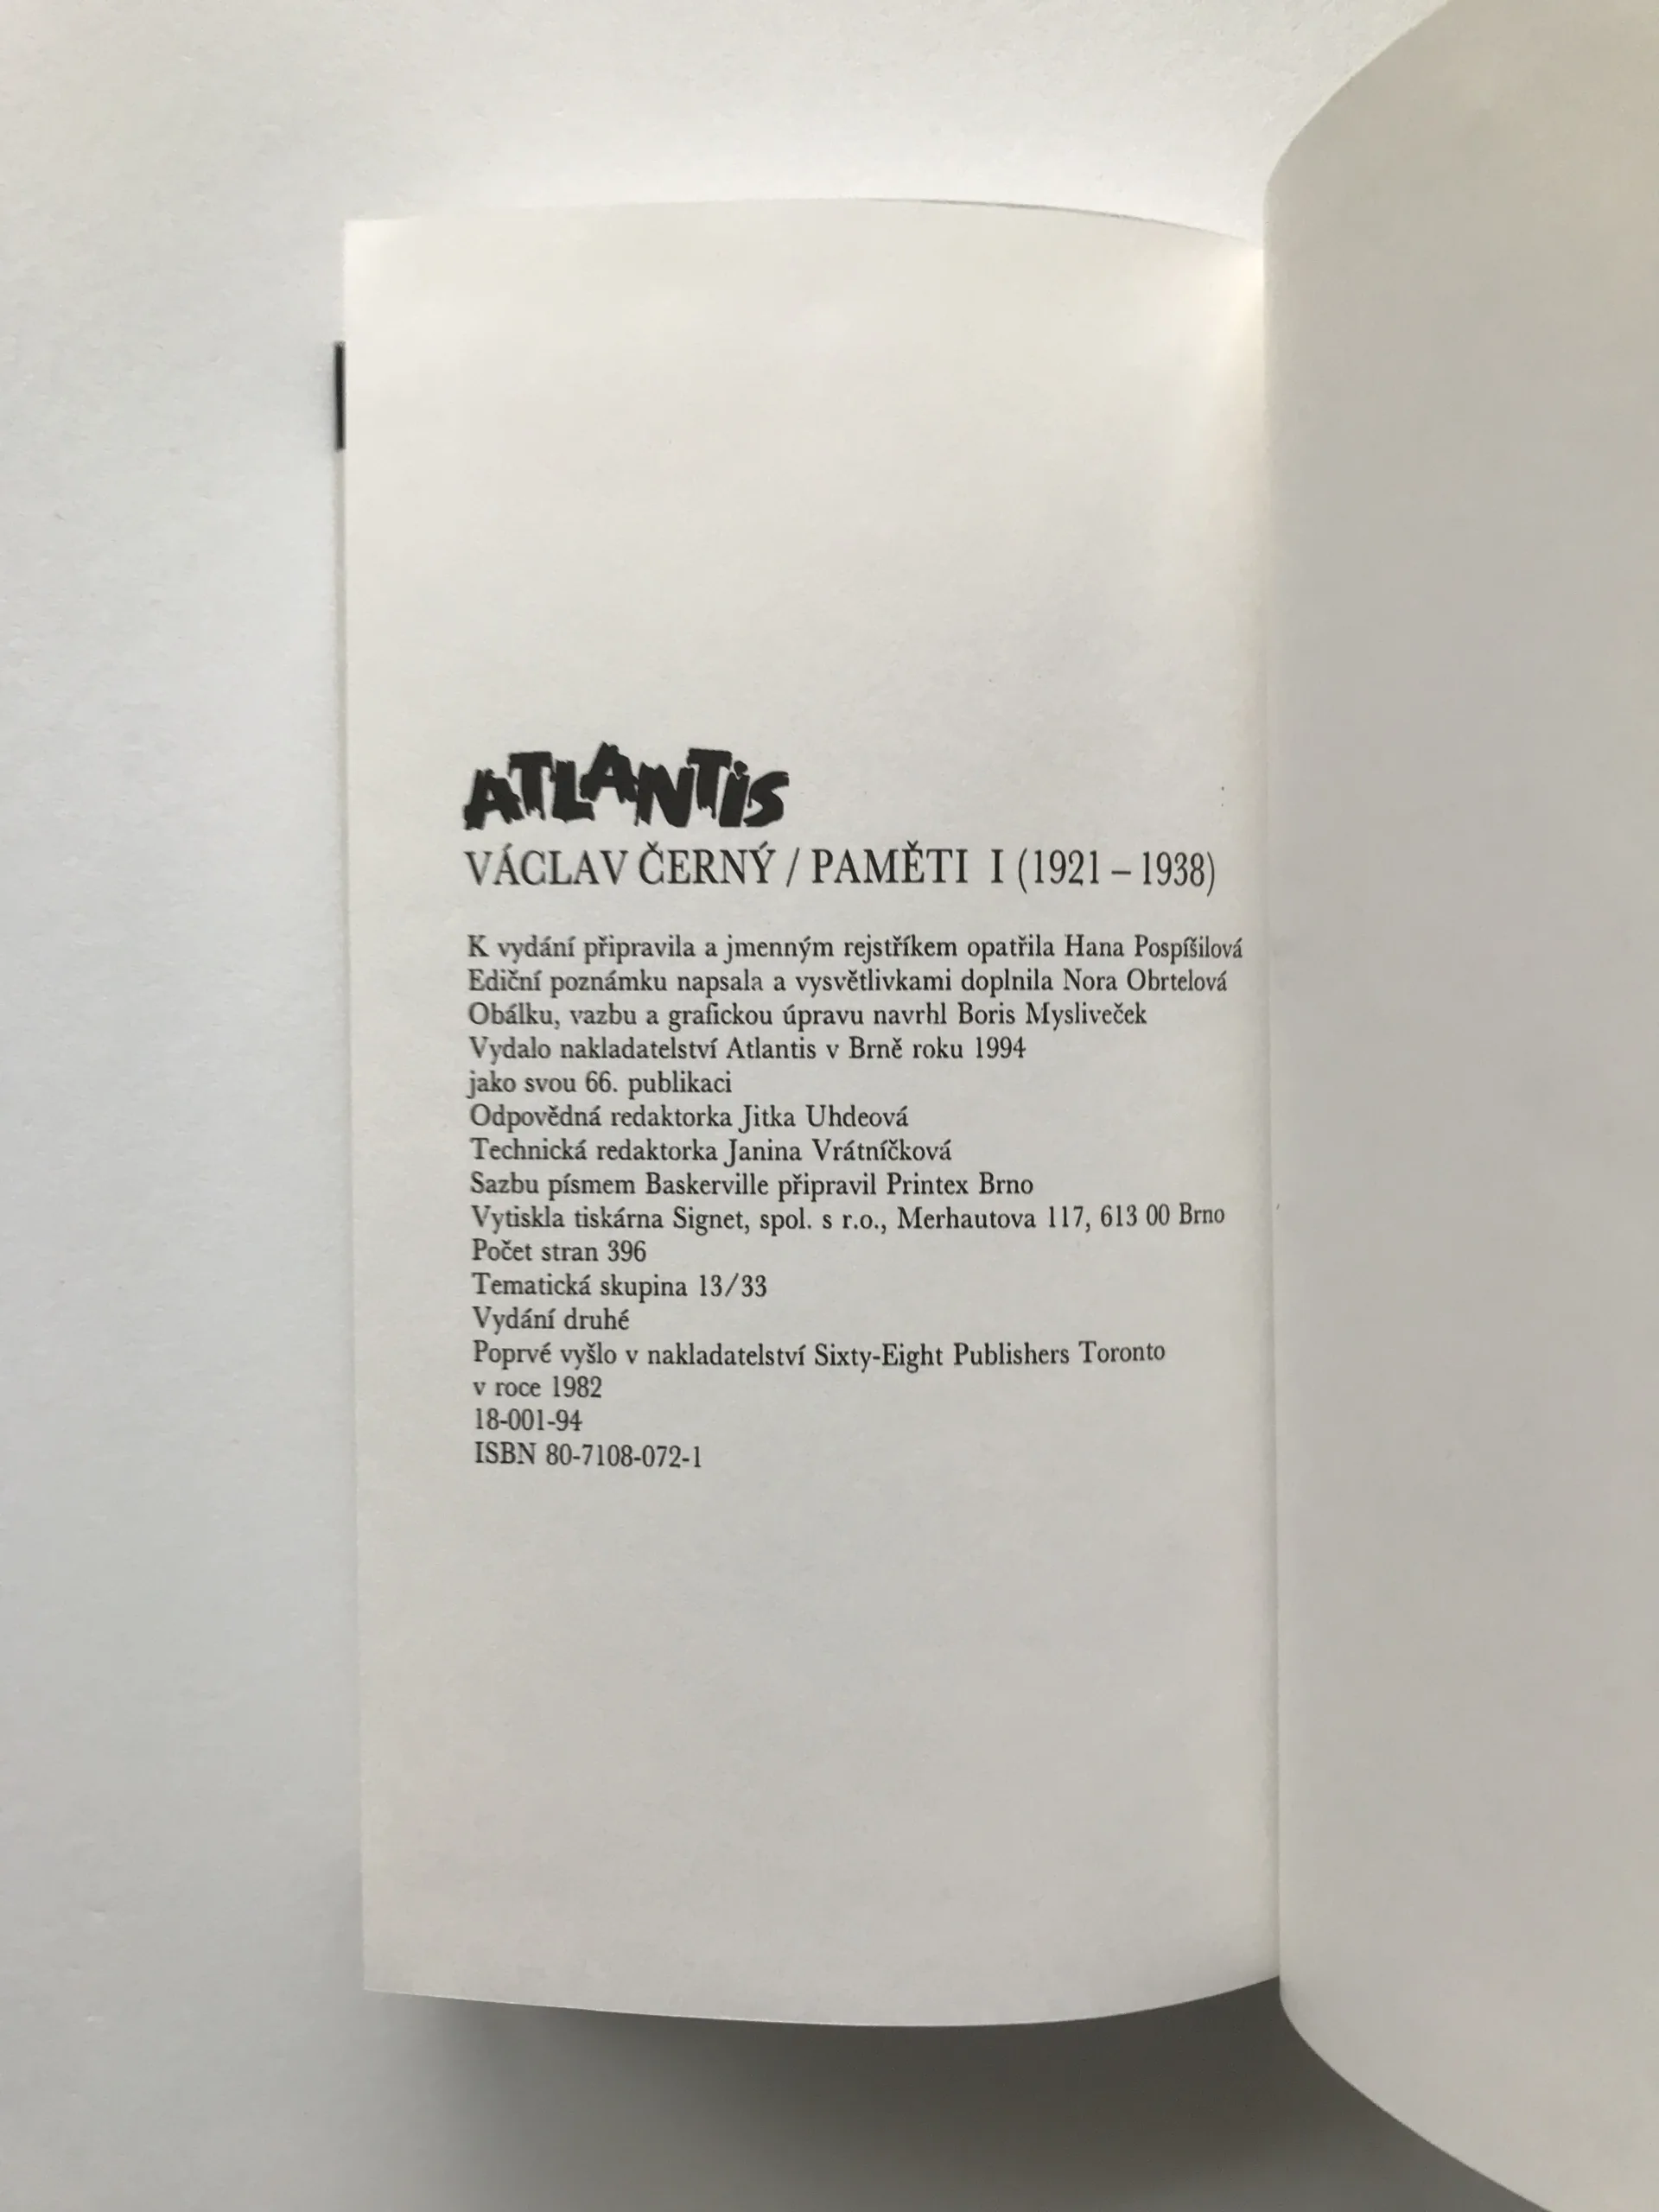 ATLANTIS
VÁCLAV ČERNÝ / PAMĚTI I (1921 – 1938)
K vydání připravila a jmenným rejstříkem opatřila Hana Pospíšilová
Ediční poznámku napsala a vysvětlivkami doplnila Nora Obrtelová
Obálku, vazbu a grafickou úpravu navrhl Boris Mysliveček
Vydalo nakladatelství Atlantis v Brně roku 1994
jako svou 66. publikaci
Odpovědná redaktorka Jitka Uhdeová
Technická redaktorka Janina Vrátníčková
Sazbu písmem Baskerville připravil Printex Brno
Vytiskla tiskárna Signet, spol. s r.o., Merhautova 117, 613 00 Brno
Počet stran 396
Tematická skupina 13/33
Vydání druhé
Poprvé vyšlo v nakladatelství Sixty-Eight Publishers Toronto
v roce 1982
18-001-94
ISBN 80-7108-072-1